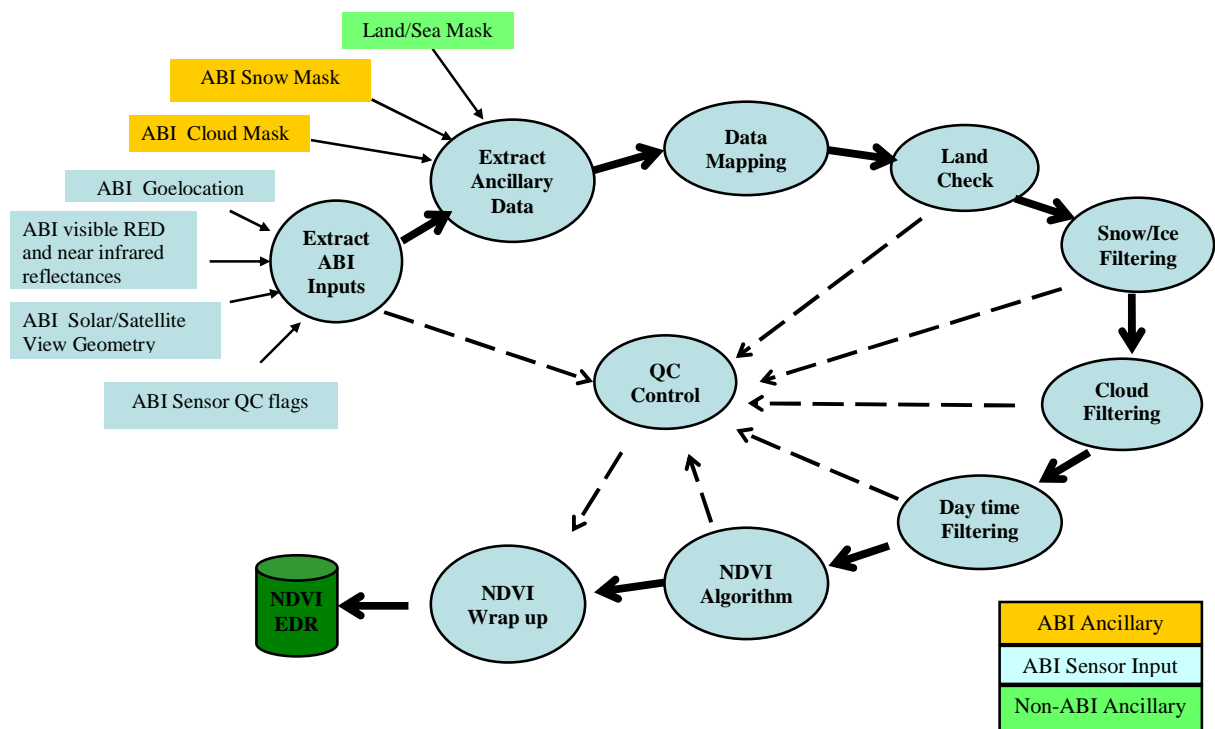 Land/Sea Mask
ABI Snow Mask
ABI Cloud Mask
ABI Goelocation
ABI visible RED
and near infrared
reflectances
ABI Solar/Satellite
View Geometry
ABI Sensor QC flags
Extract
ABI
Inputs
Extract
Ancillary
Data
Data
Mapping
Land
Check
Snow/Ice
Filtering
Cloud
Filtering
Day time
Filtering
QC
Control
NDVI
Algorithm
NDVI
Wrap up
NDVI
EDR
ABI Ancillary
ABI Sensor Input
Non-ABI Ancillary